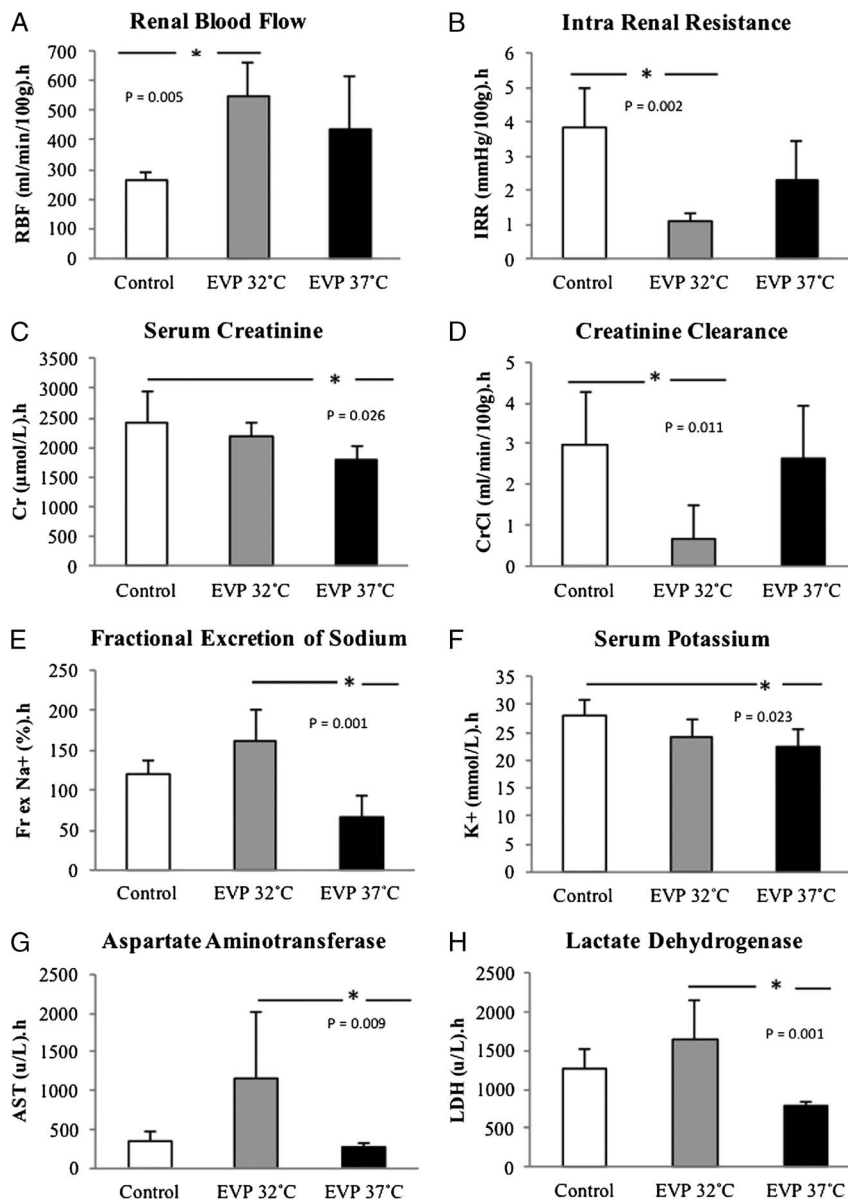 A
Renal Blood Flow
RBF (ml/min/100g).h
700
600
500
400
300
200
100
0
*
P = 0.005
Control EVP 32˚C EVP 37˚C
B
Intra Renal Resistance
IRR (mmHg/100g).h
6
5
4
3
2
1
0
*
P = 0.002
Control EVP 32˚C EVP 37˚C
C
Serum Creatinine
Cr (µmol/L).h
3500
3000
2500
2000
1500
1000
500
0
*
P = 0.026
Control EVP 32˚C EVP 37˚C
D
Creatinine Clearance
CrCl (ml/min/100g).h
5
4
3
2
1
0
*
P = 0.011
Control EVP 32˚C EVP 37˚C
E
Fractional Excretion of Sodium
Fr ex Na+ (%).h
250
200
150
100
50
0
*
P = 0.001
Control EVP 32˚C EVP 37˚C
F
Serum Potassium
K+ (mmol/L).h
35
30
25
20
15
10
5
0
*
P = 0.023
Control EVP 32˚C EVP 37˚C
G
Aspartate Aminotransferase
AST (u/L).h
2500
2000
1500
1000
500
0
*
P = 0.009
Control EVP 32˚C EVP 37˚C
H
Lactate Dehydrogenase
LDH (u/L).h
2500
2000
1500
1000
500
0
*
P = 0.001
Control EVP 32˚C EVP 37˚C